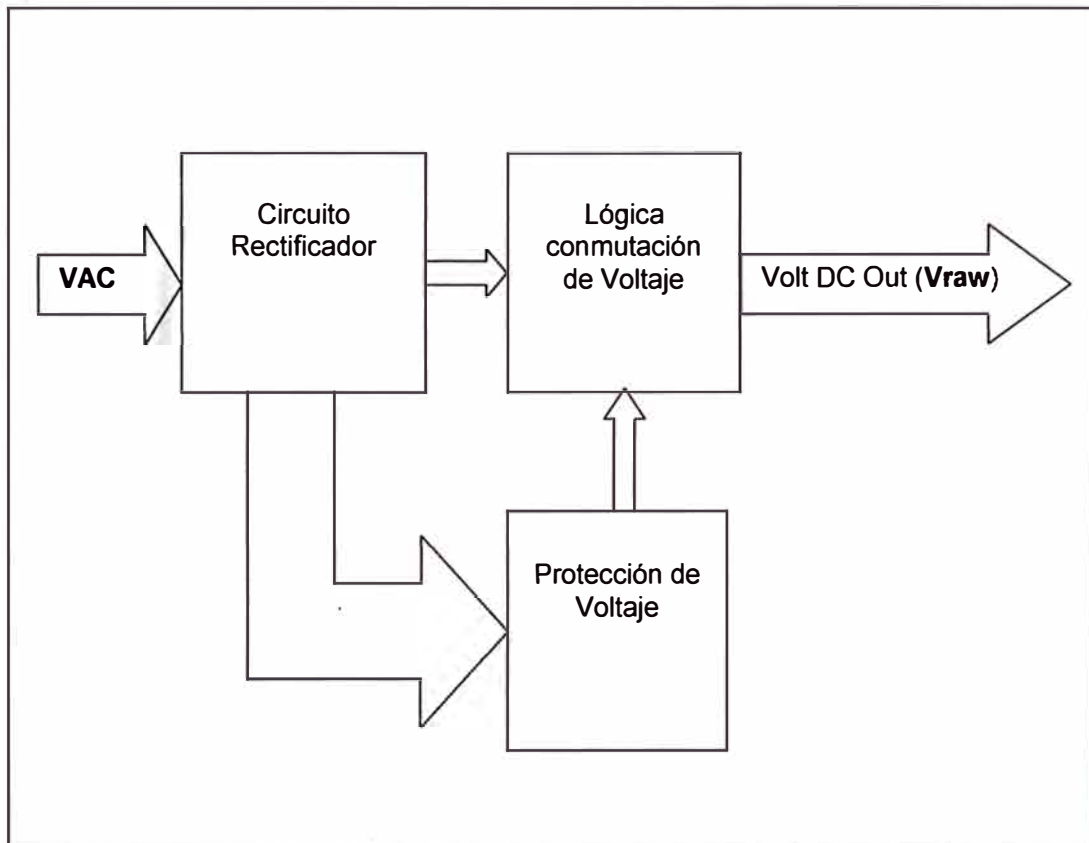 VAC
Circuito
Rectificador
Lógica
conmutación
de Voltaje
Volt DC Out (Vraw)
Protección de
Voltaje